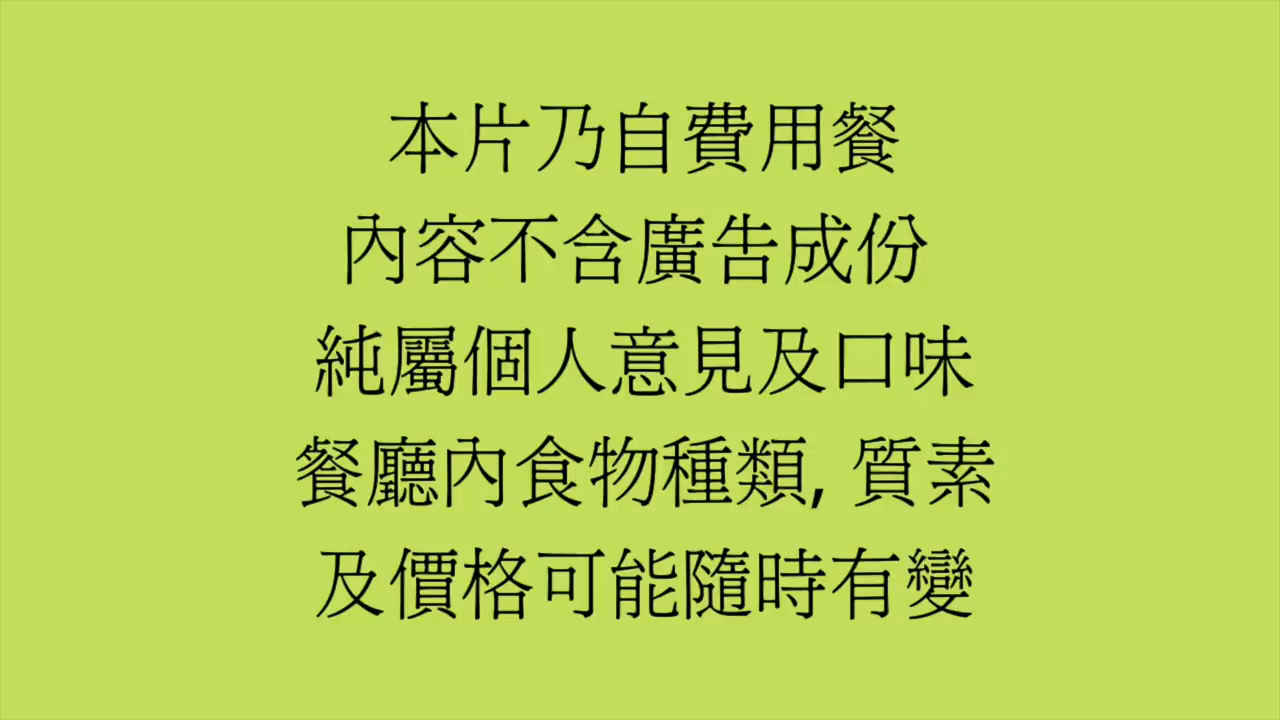 本片乃自費用餐
內容不含廣告成份
純屬個人意見及口味
餐廳內食物種類, 質素
及價格可能隨時有變